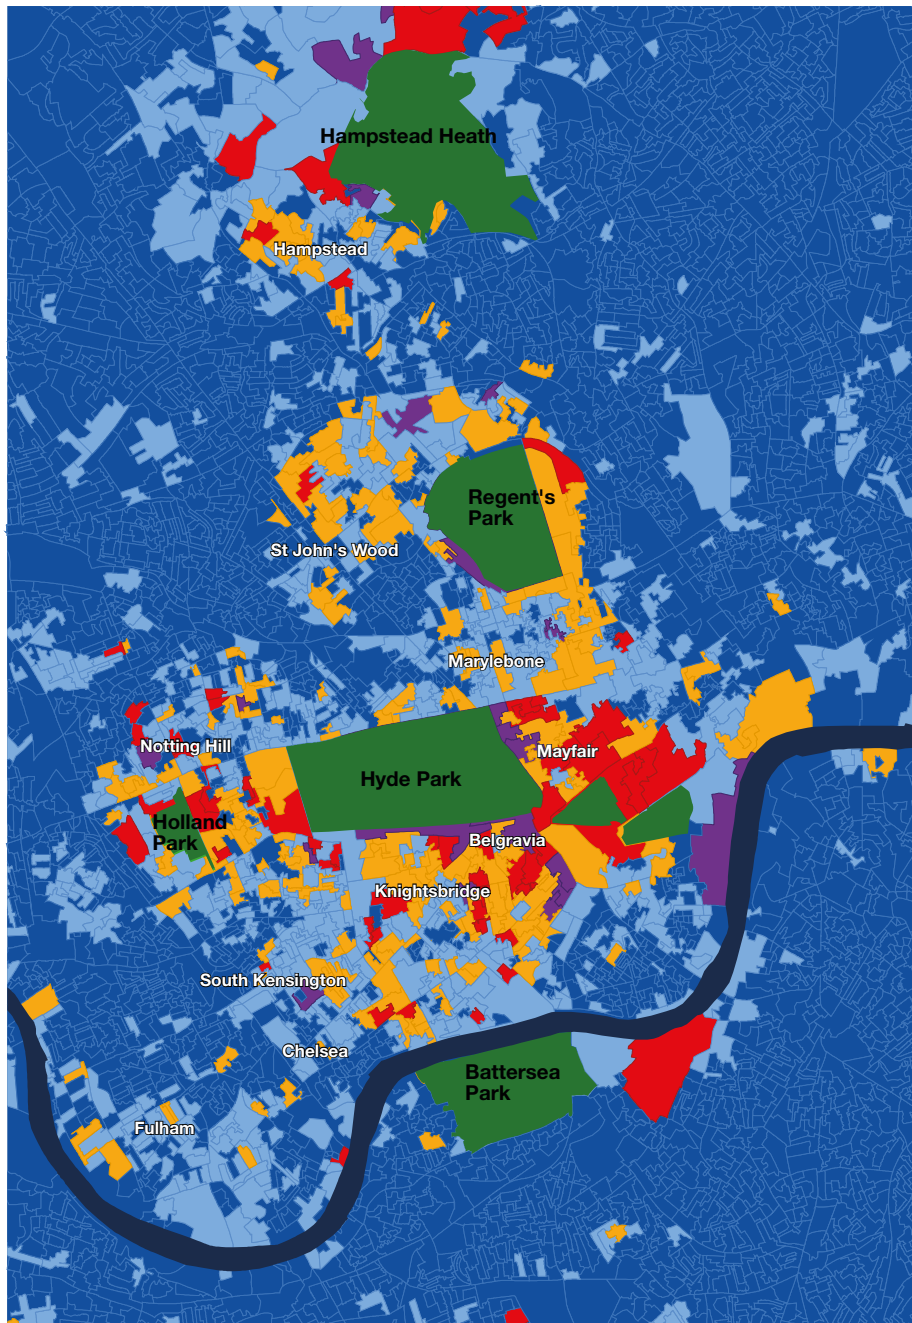 Hampstead Heath
Hampstead
Regent's
Park
St John's Wood
Marylebone
Notting Hill
Mayfair
Hyde Park
Holland
Park
Belgravia
Knightsbridge
South Kensington
Chelsea
Battersea
Park
Fulham